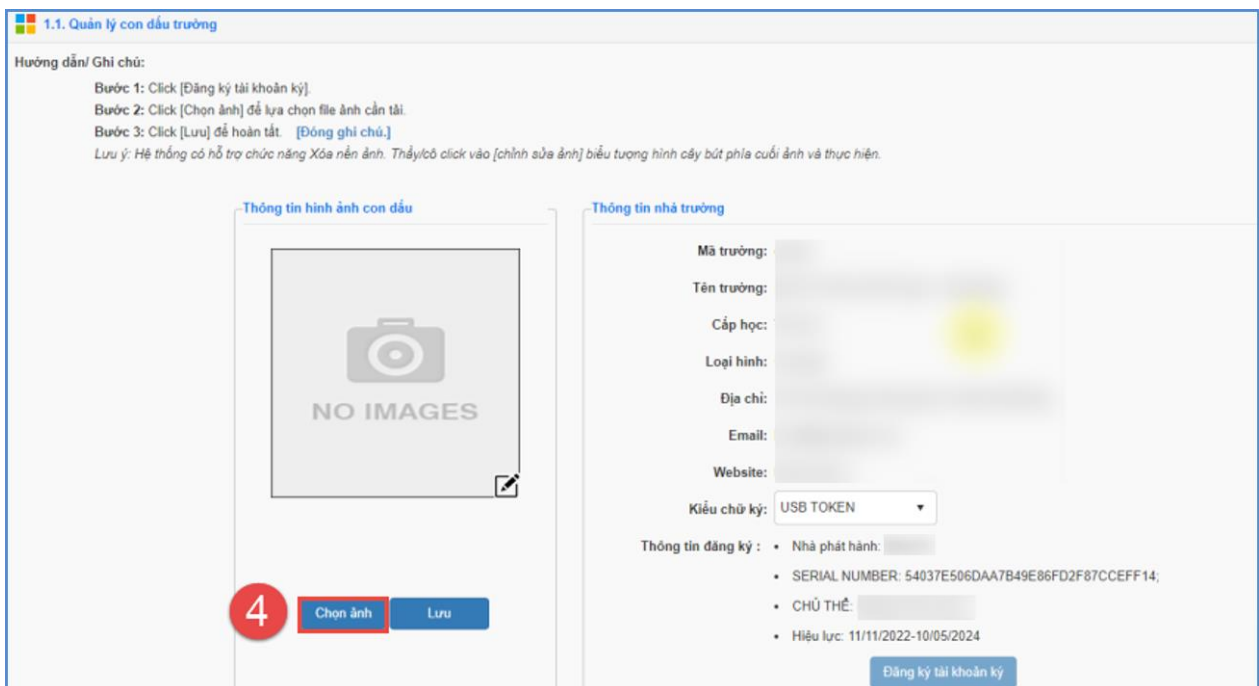 1.1. Quản lý con dấu trường
Hướng dẫn/ Ghi chú:
Bước 1: Click [Đăng ký tài khoản ký].
Bước 2: Click [Chọn ảnh] để lựa chọn file ảnh cần tải.
Bước 3: Click [Lưu] để hoàn tất. [Đóng ghi chú.]
Lưu ý: Hệ thống có hỗ trợ chức năng Xóa nền ảnh. Thầy/cô click vào [chỉnh sửa ảnh] biểu tượng hình cây bút phía cuối ảnh và thực hiện.
Thông tin hình ảnh con dấu
NO IMAGES
4
Chọn ảnh
Lưu
Thông tin nhà trường
Mã trường:
Tên trường:
Cấp học:
Loại hình:
Địa chỉ:
Email:
Website:
Kiểu chữ ký: USB TOKEN
Thông tin đăng ký : • Nhà phát hành:
• SERIAL NUMBER: 54037E506DAA7B49E86FD2F87CCEFF14;
• CHỦ THỂ:
• Hiệu lực: 11/11/2022-10/05/2024
Đăng ký tài khoản ký